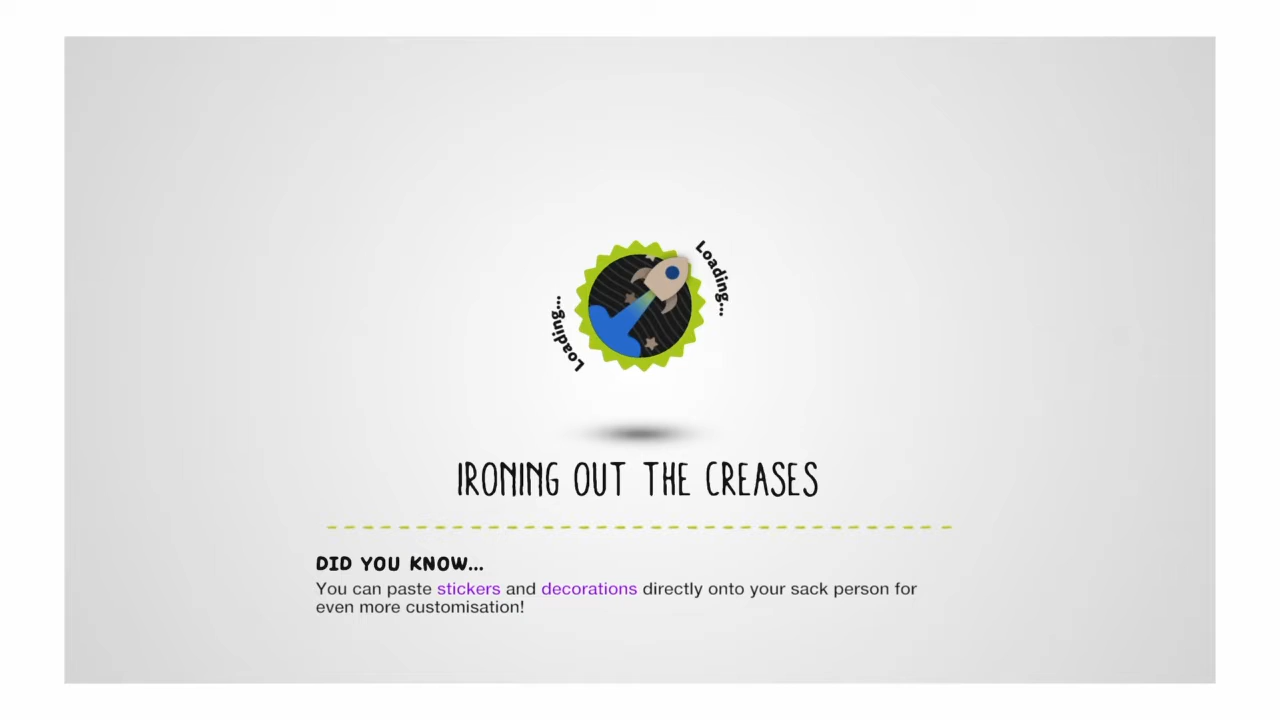 Loading...
Loading...
IRONING OUT THE CREASES
DID YOU KNOW...
You can paste stickers and decorations directly onto your sack person for
even more customisation!